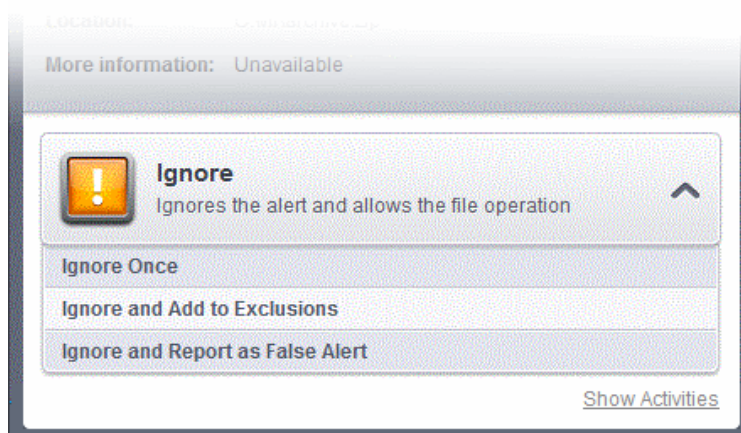 Location:
More information: Unavailable
Ignore
Ignores the alert and allows the file operation
Ignore Once
Ignore and Add to Exclusions
Ignore and Report as False Alert
Show Activities